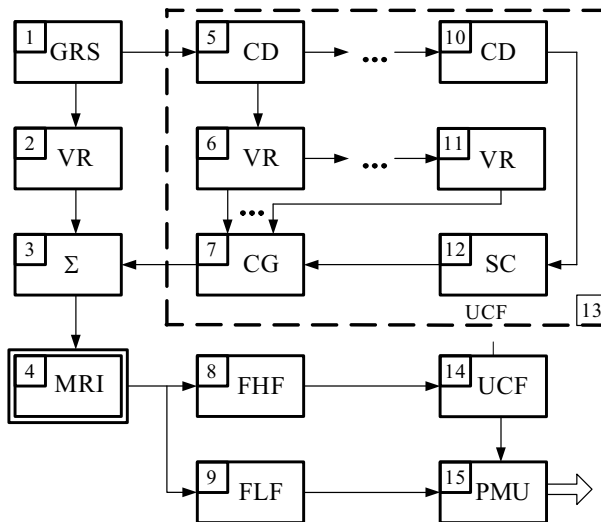 1 GRS
5 CD
...
10 CD
2 VR
6 VR
...
11 VR
...
3 Σ
7 CG
12 SC
UCF 13
4 MRI
8 FHF
14 UCF
9 FLF
15 PMU